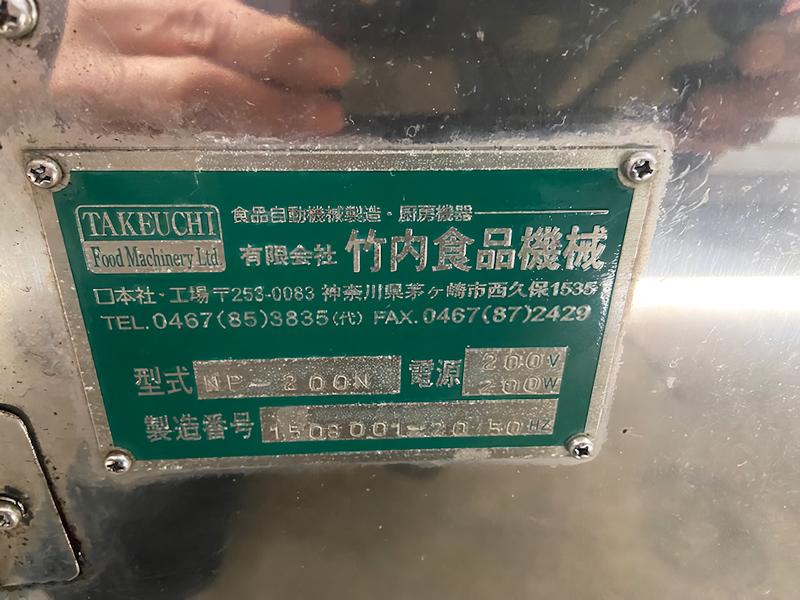 TAKEUCHI
Food Machinery Ltd
食品自動機械製造・厨房機器
有限会社 竹内食品機械
□本社・工場〒253-0083 神奈川県茅ヶ崎市西久保1535
TEL.0467(85)3835(代) FAX.0467(87)2429
型式 NP-200N
電源 200V
200W
製造番号 1508001-20/50HZ